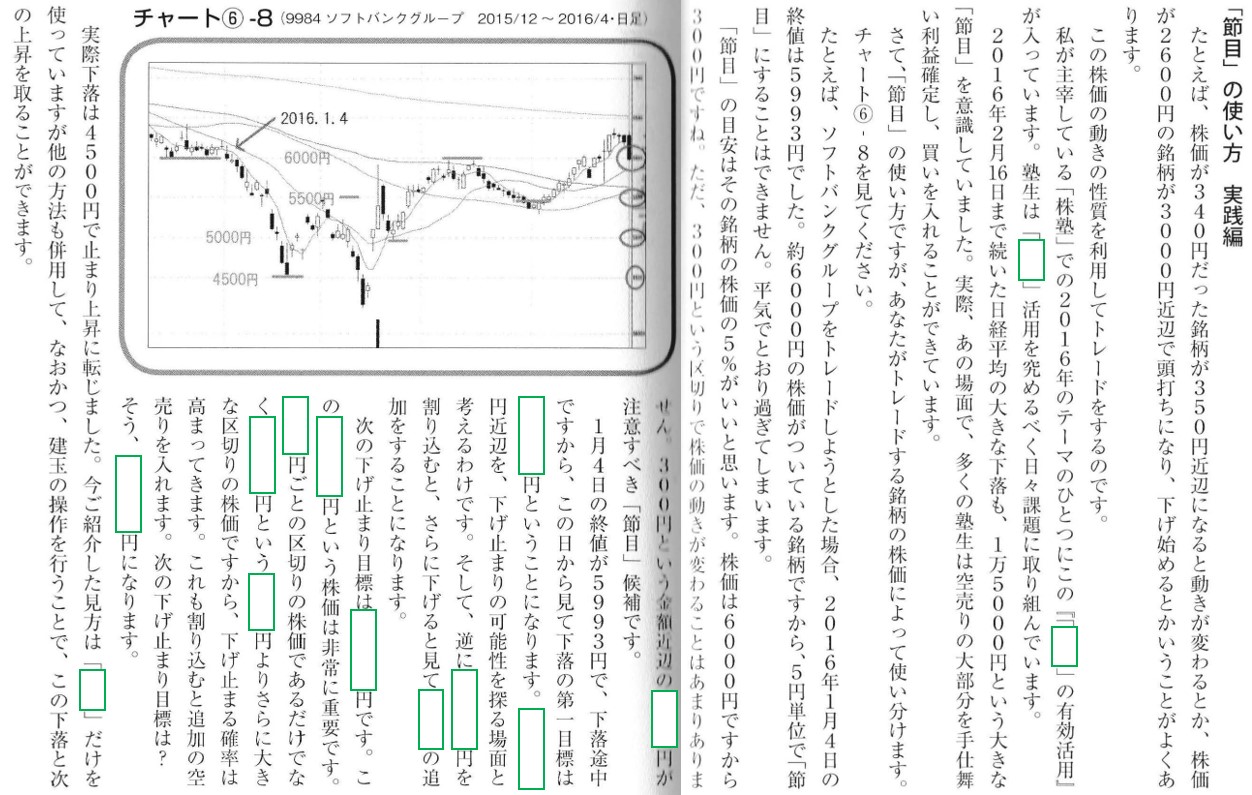 「節目」の使い方　実践編
たとえば、株価が３４０円だった銘柄が３５０円近辺になると動きが変わるとか、株価
が２６００円の銘柄が３０００円近辺で頭打ちになり、下げ始めるとかいうことがよくあ
ります。
この株価の動きの性質を利用してトレードをするのです。
私が主宰している「株塾」での２０１６年のテーマのひとつにこの『「」の有効活用』
が入っています。塾生は「」活用を究めるべく日々課題に取り組んでいます。
２０１６年２月16日まで続いた日経平均の大きな下落も、１万５０００円という大きな
「節目」を意識していました。実際、あの場面で、多くの塾生は空売りの大部分を手仕舞
い利益確定し、買いを入れることができています。
さて、「節目」の使い方ですが、あなたがトレードする銘柄の株価によって使い分けます。
チャート⑥-８を見てください。
たとえば、ソフトバンクグループをトレードしようとした場合、２０１６年１月４日の
終値は５９９３円でした。約６０００円の株価がついている銘柄ですから、５円単位で「節
目」にすることはできません。平気でとおり過ぎてしまいます。
「節目」の目安はその銘柄の株価の５％がいいと思います。株価は６０００円ですから
３００円ですね。ただ、３００円という区切りで株価の動きが変わることはあまりありま
チャート⑥-8（9984 ソフトバンクグループ　2015/12～2016/4・日足）
2016.1.4
6000円
5500円
5000円
4500円
せん。３００円という金額近辺の円が
注意すべき「節目」候補です。
１月４日の終値が５９９３円で、下落途中
ですから、この日から見て下落の第一目標は
円ということになります。
円近辺を、下げ止まりの可能性を探る場面と
考えるわけです。そして、逆に円を
割り込むと、さらに下げると見ての追
加をすることになります。
次の下げ止まり目標は円です。こ
の円という株価は非常に重要です。
円ごとの区切りの株価であるだけでな
く円という円よりさらに大き
な区切りの株価ですから、下げ止まる確率は
高まってきます。これも割り込むと追加の空
売りを入れます。次の下げ止まり目標は？
そう、円になります。
実際下落は４５００円で止まり上昇に転じました。今ご紹介した見方は「」だけを
使っていますが他の方法も併用して、なおかつ、建玉の操作を行うことで、この下落と次
の上昇を取ることができます。